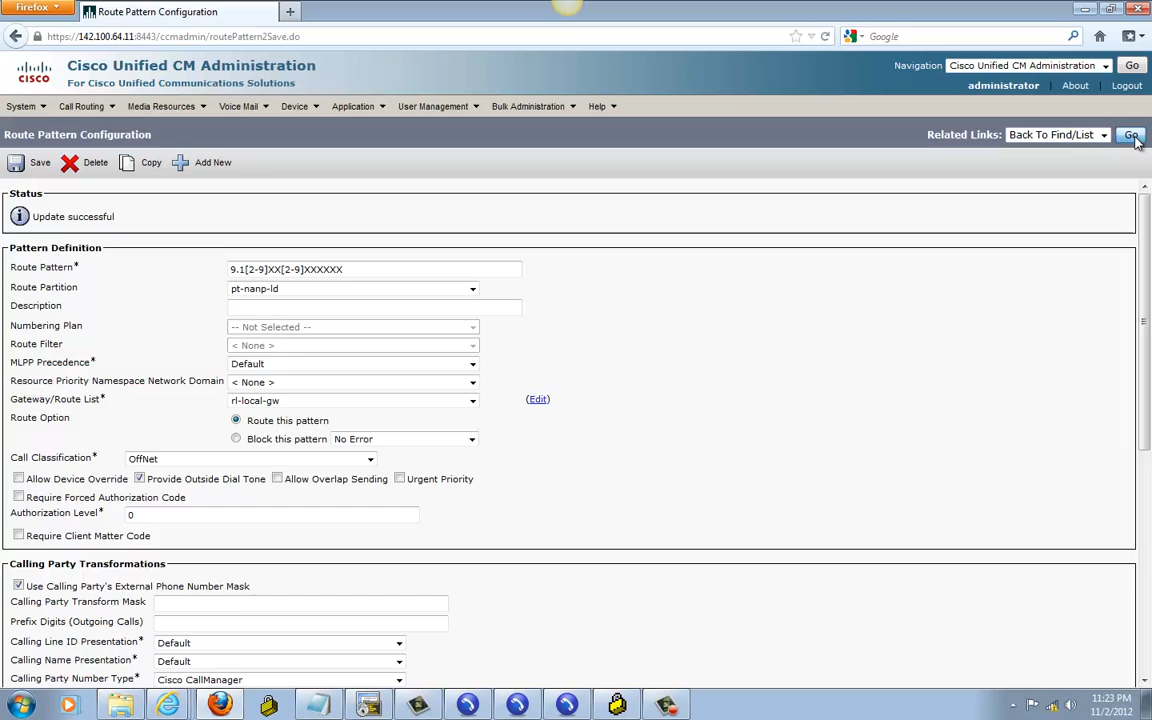 Firefox
Route Pattern Configuration
https://142.100.64.11:8443/ccmadmin/routePattern2Save.do
Google
CISCO
Cisco Unified CM Administration
For Cisco Unified Communications Solutions
Navigation Cisco Unified CM Administration Go
administrator About Logout
System Call Routing Media Resources Voice Mail Device Application User Management Bulk Administration Help
Route Pattern Configuration
Related Links: Back To Find/List Go
Save Delete Copy Add New
Status
Update successful
Pattern Definition
Route Pattern* 9.1[2-9]XX[2-9]XXXXXX
Route Partition pt-nanp-ld
Description
Numbering Plan -- Not Selected --
Route Filter < None >
MLPP Precedence* Default
Resource Priority Namespace Network Domain < None >
Gateway/Route List* rl-local-gw (Edit)
Route Option Route this pattern
Block this pattern No Error
Call Classification* OffNet
Allow Device Override Provide Outside Dial Tone Allow Overlap Sending Urgent Priority
Require Forced Authorization Code
Authorization Level* 0
Require Client Matter Code
Calling Party Transformations
Use Calling Party's External Phone Number Mask
Calling Party Transform Mask
Prefix Digits (Outgoing Calls)
Calling Line ID Presentation* Default
Calling Name Presentation* Default
Calling Party Number Type* Cisco CallManager
11:23 PM
11/2/2012